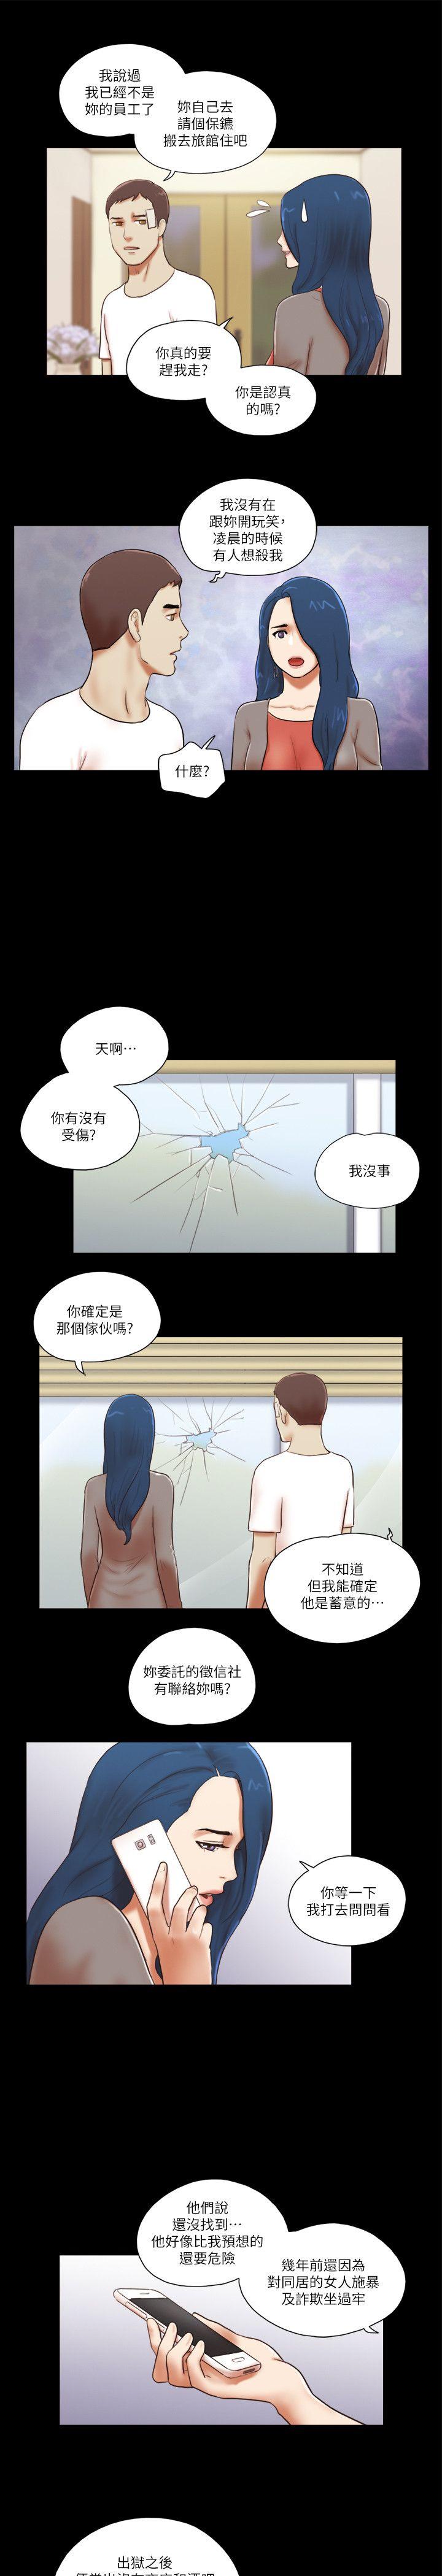 我說過
我已經不是
妳的員工了
妳自己去
請個保鑣
搬去旅館住吧
你真的要
趕我走?
你是認真
的嗎?
我沒有在
跟妳開玩笑,
凌晨的時候
有人想殺我
什麼?
天啊…
你有沒有
受傷?
我沒事
你確定是
那個傢伙嗎?
不知道
但我能確定
他是蓄意的…
妳委託的徵信社
有聯絡妳嗎?
你等一下
我打去問問看
他們說
還沒找到…
他好像比我預想的
還要危險
幾年前還因為
對同居的女人施暴
及詐欺坐過牢
出獄之後